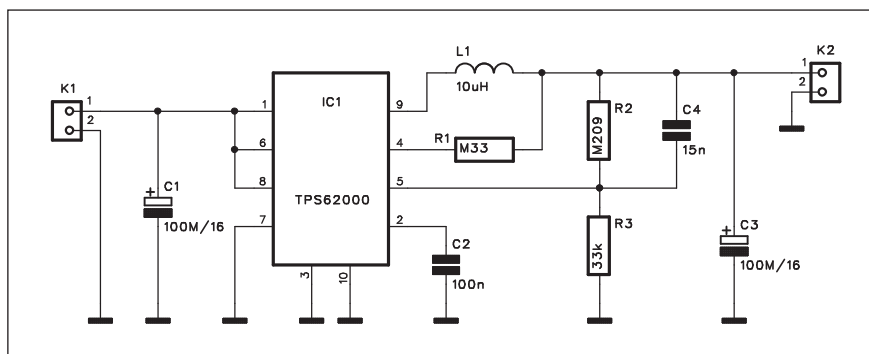 K1
1
2
C1
100M/16
IC1
TPS62000
1
6
8
7
3
10
9
4
5
2
L1
10uH
R1
M33
C2
100n
R2
M209
R3
33k
C4
15n
C3
100M/16
K2
1
2